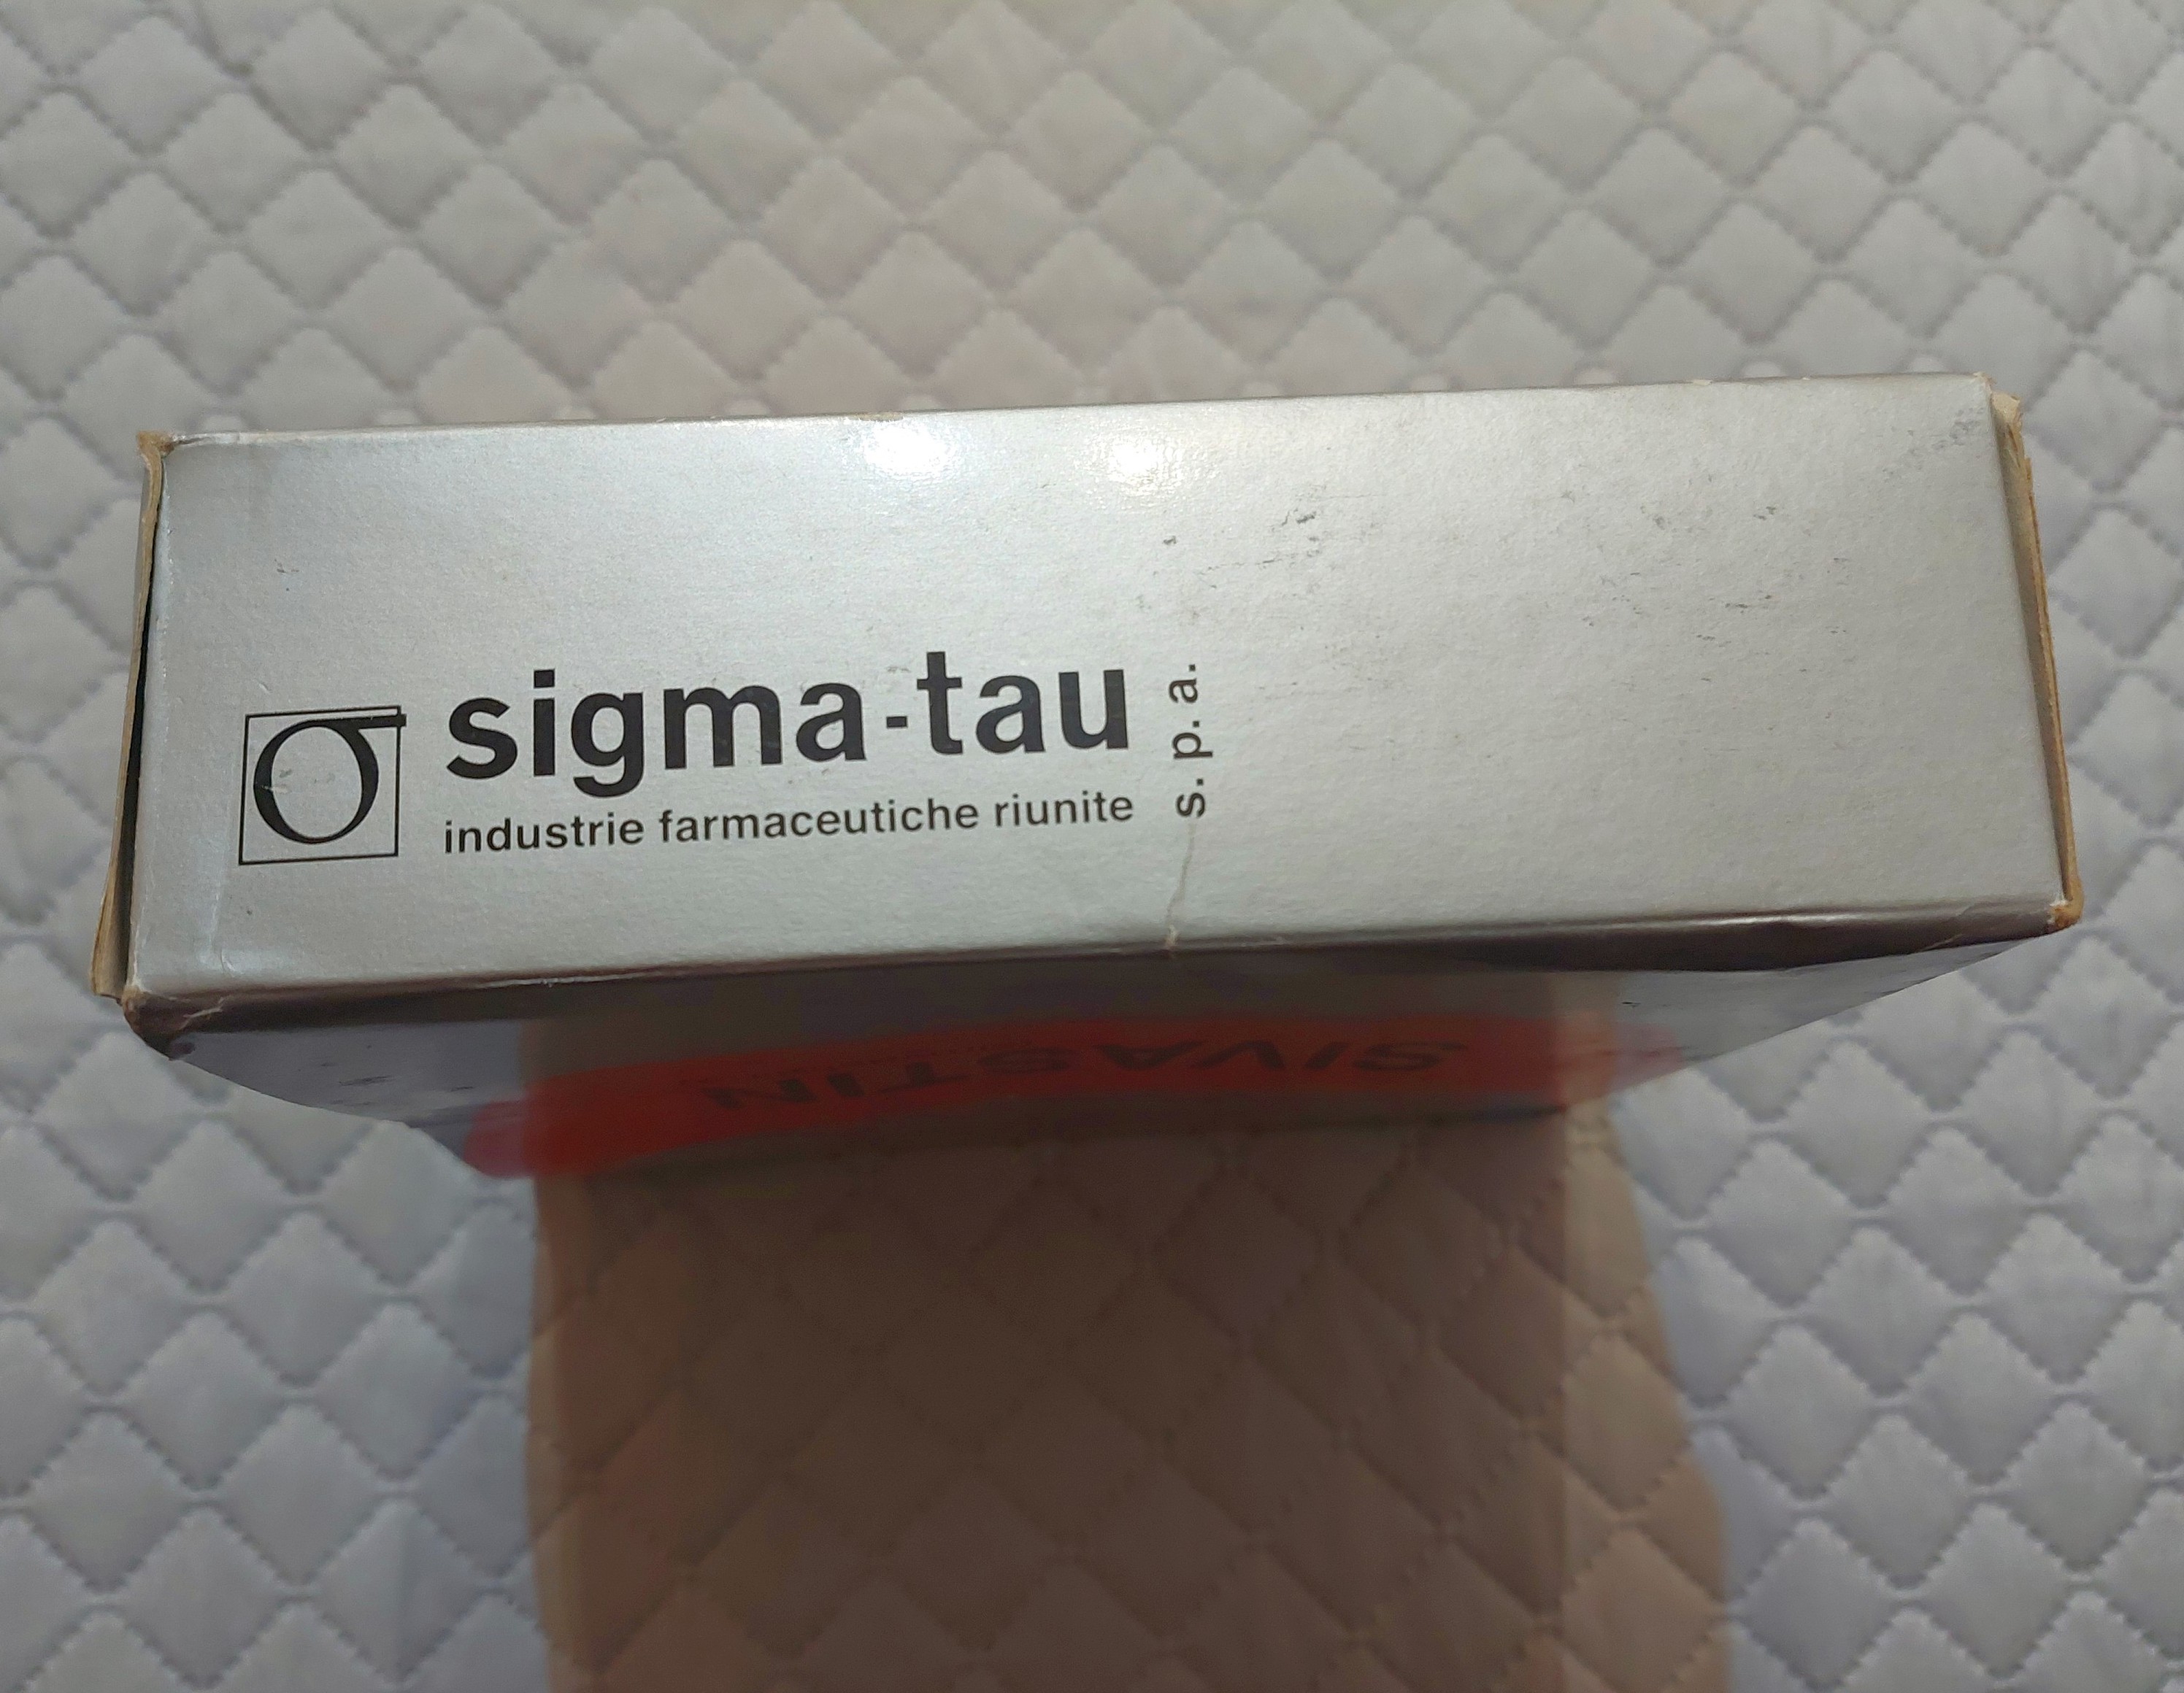 sigma-tau
industrie farmaceutiche riunite
s. p. a.
SIVASTIN